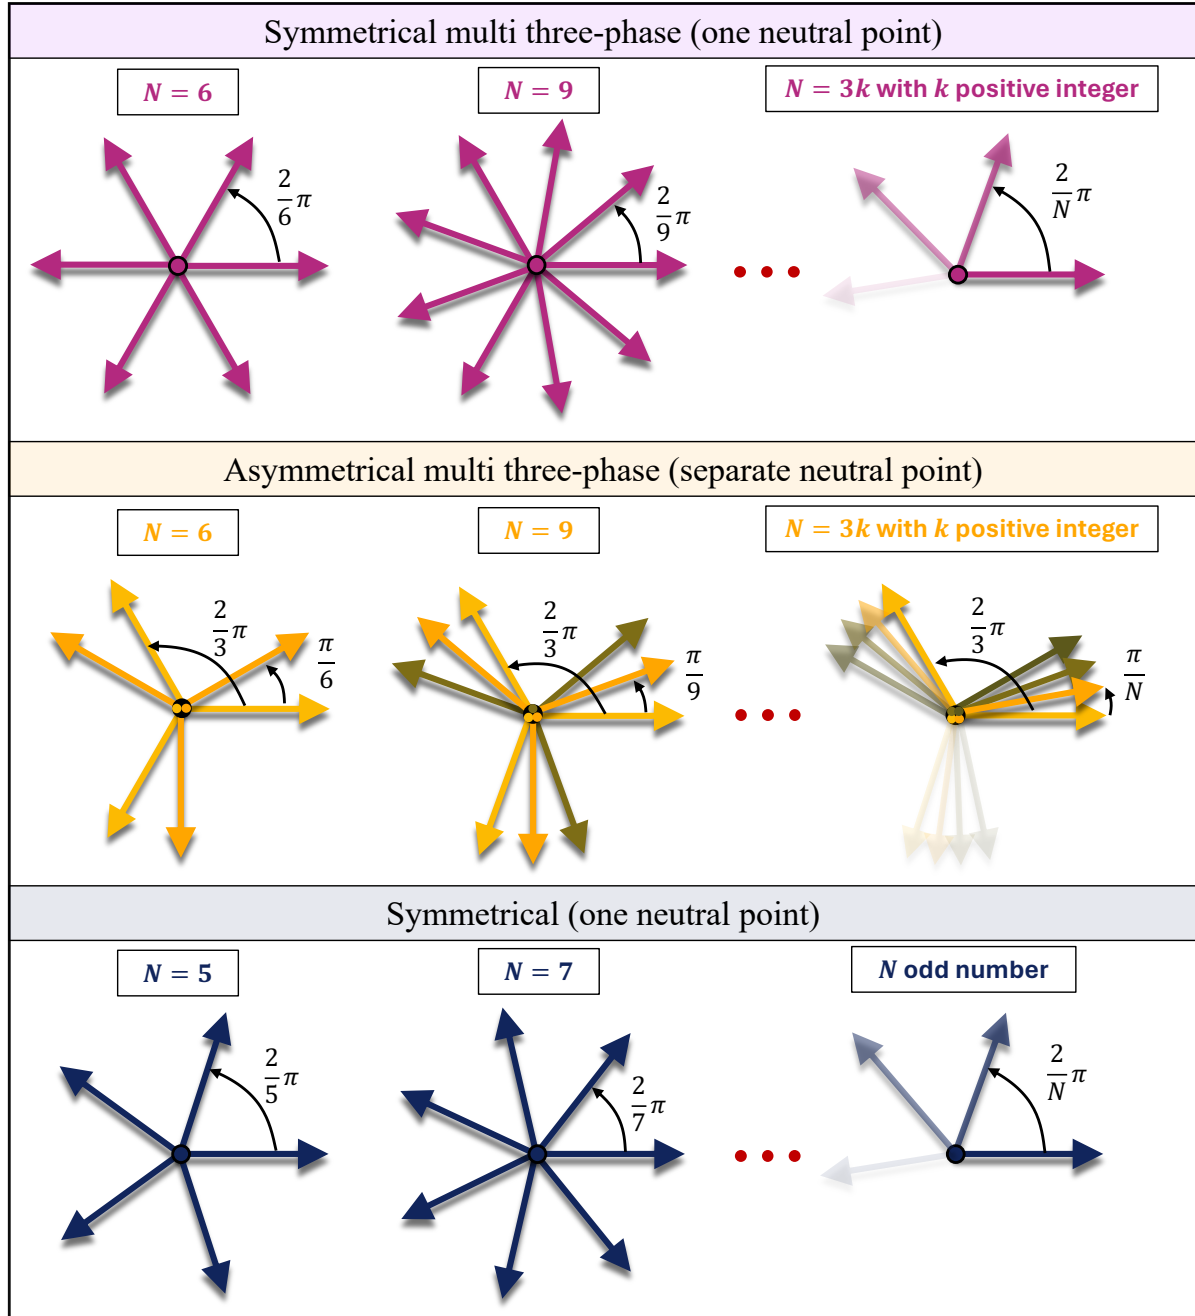 Symmetrical multi three-phase (one neutral point)
N = 6
N = 9
N = 3k with k positive integer
2/6 π
2/9 π
2/N π
Asymmetrical multi three-phase (separate neutral point)
N = 6
N = 9
N = 3k with k positive integer
2/3 π
π/6
2/3 π
π/9
2/3 π
π/N
Symmetrical (one neutral point)
N = 5
N = 7
N odd number
2/5 π
2/7 π
2/N π